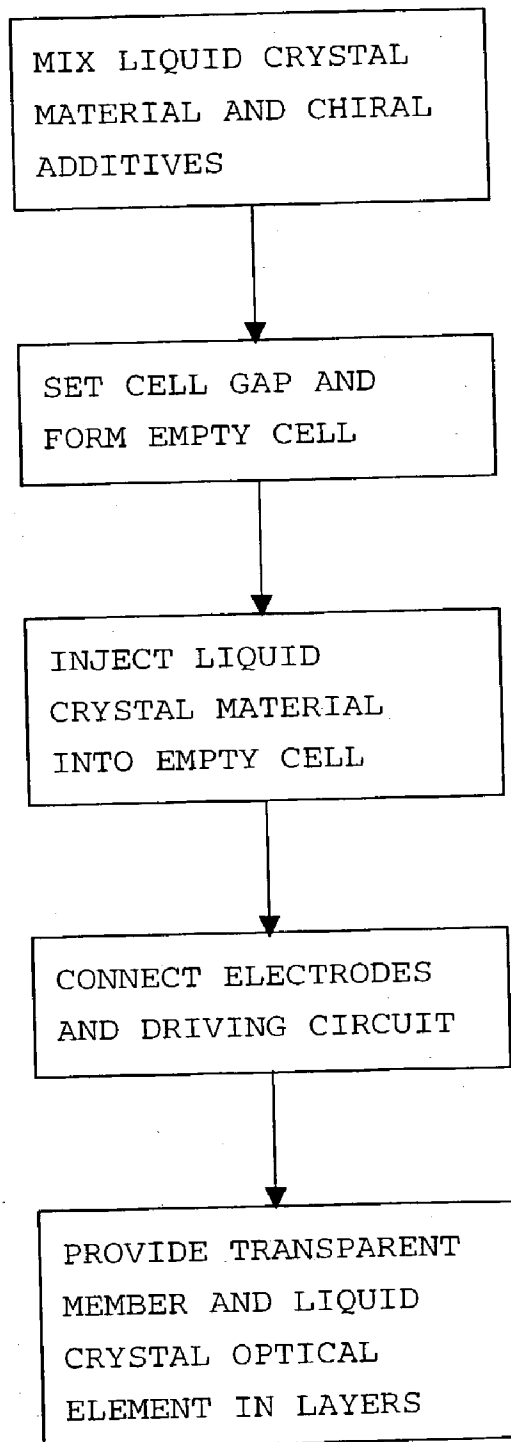 MIX LIQUID CRYSTAL
MATERIAL AND CHIRAL
ADDITIVES
SET CELL GAP AND
FORM EMPTY CELL
INJECT LIQUID
CRYSTAL MATERIAL
INTO EMPTY CELL
CONNECT ELECTRODES
AND DRIVING CIRCUIT
PROVIDE TRANSPARENT
MEMBER AND LIQUID
CRYSTAL OPTICAL
ELEMENT IN LAYERS